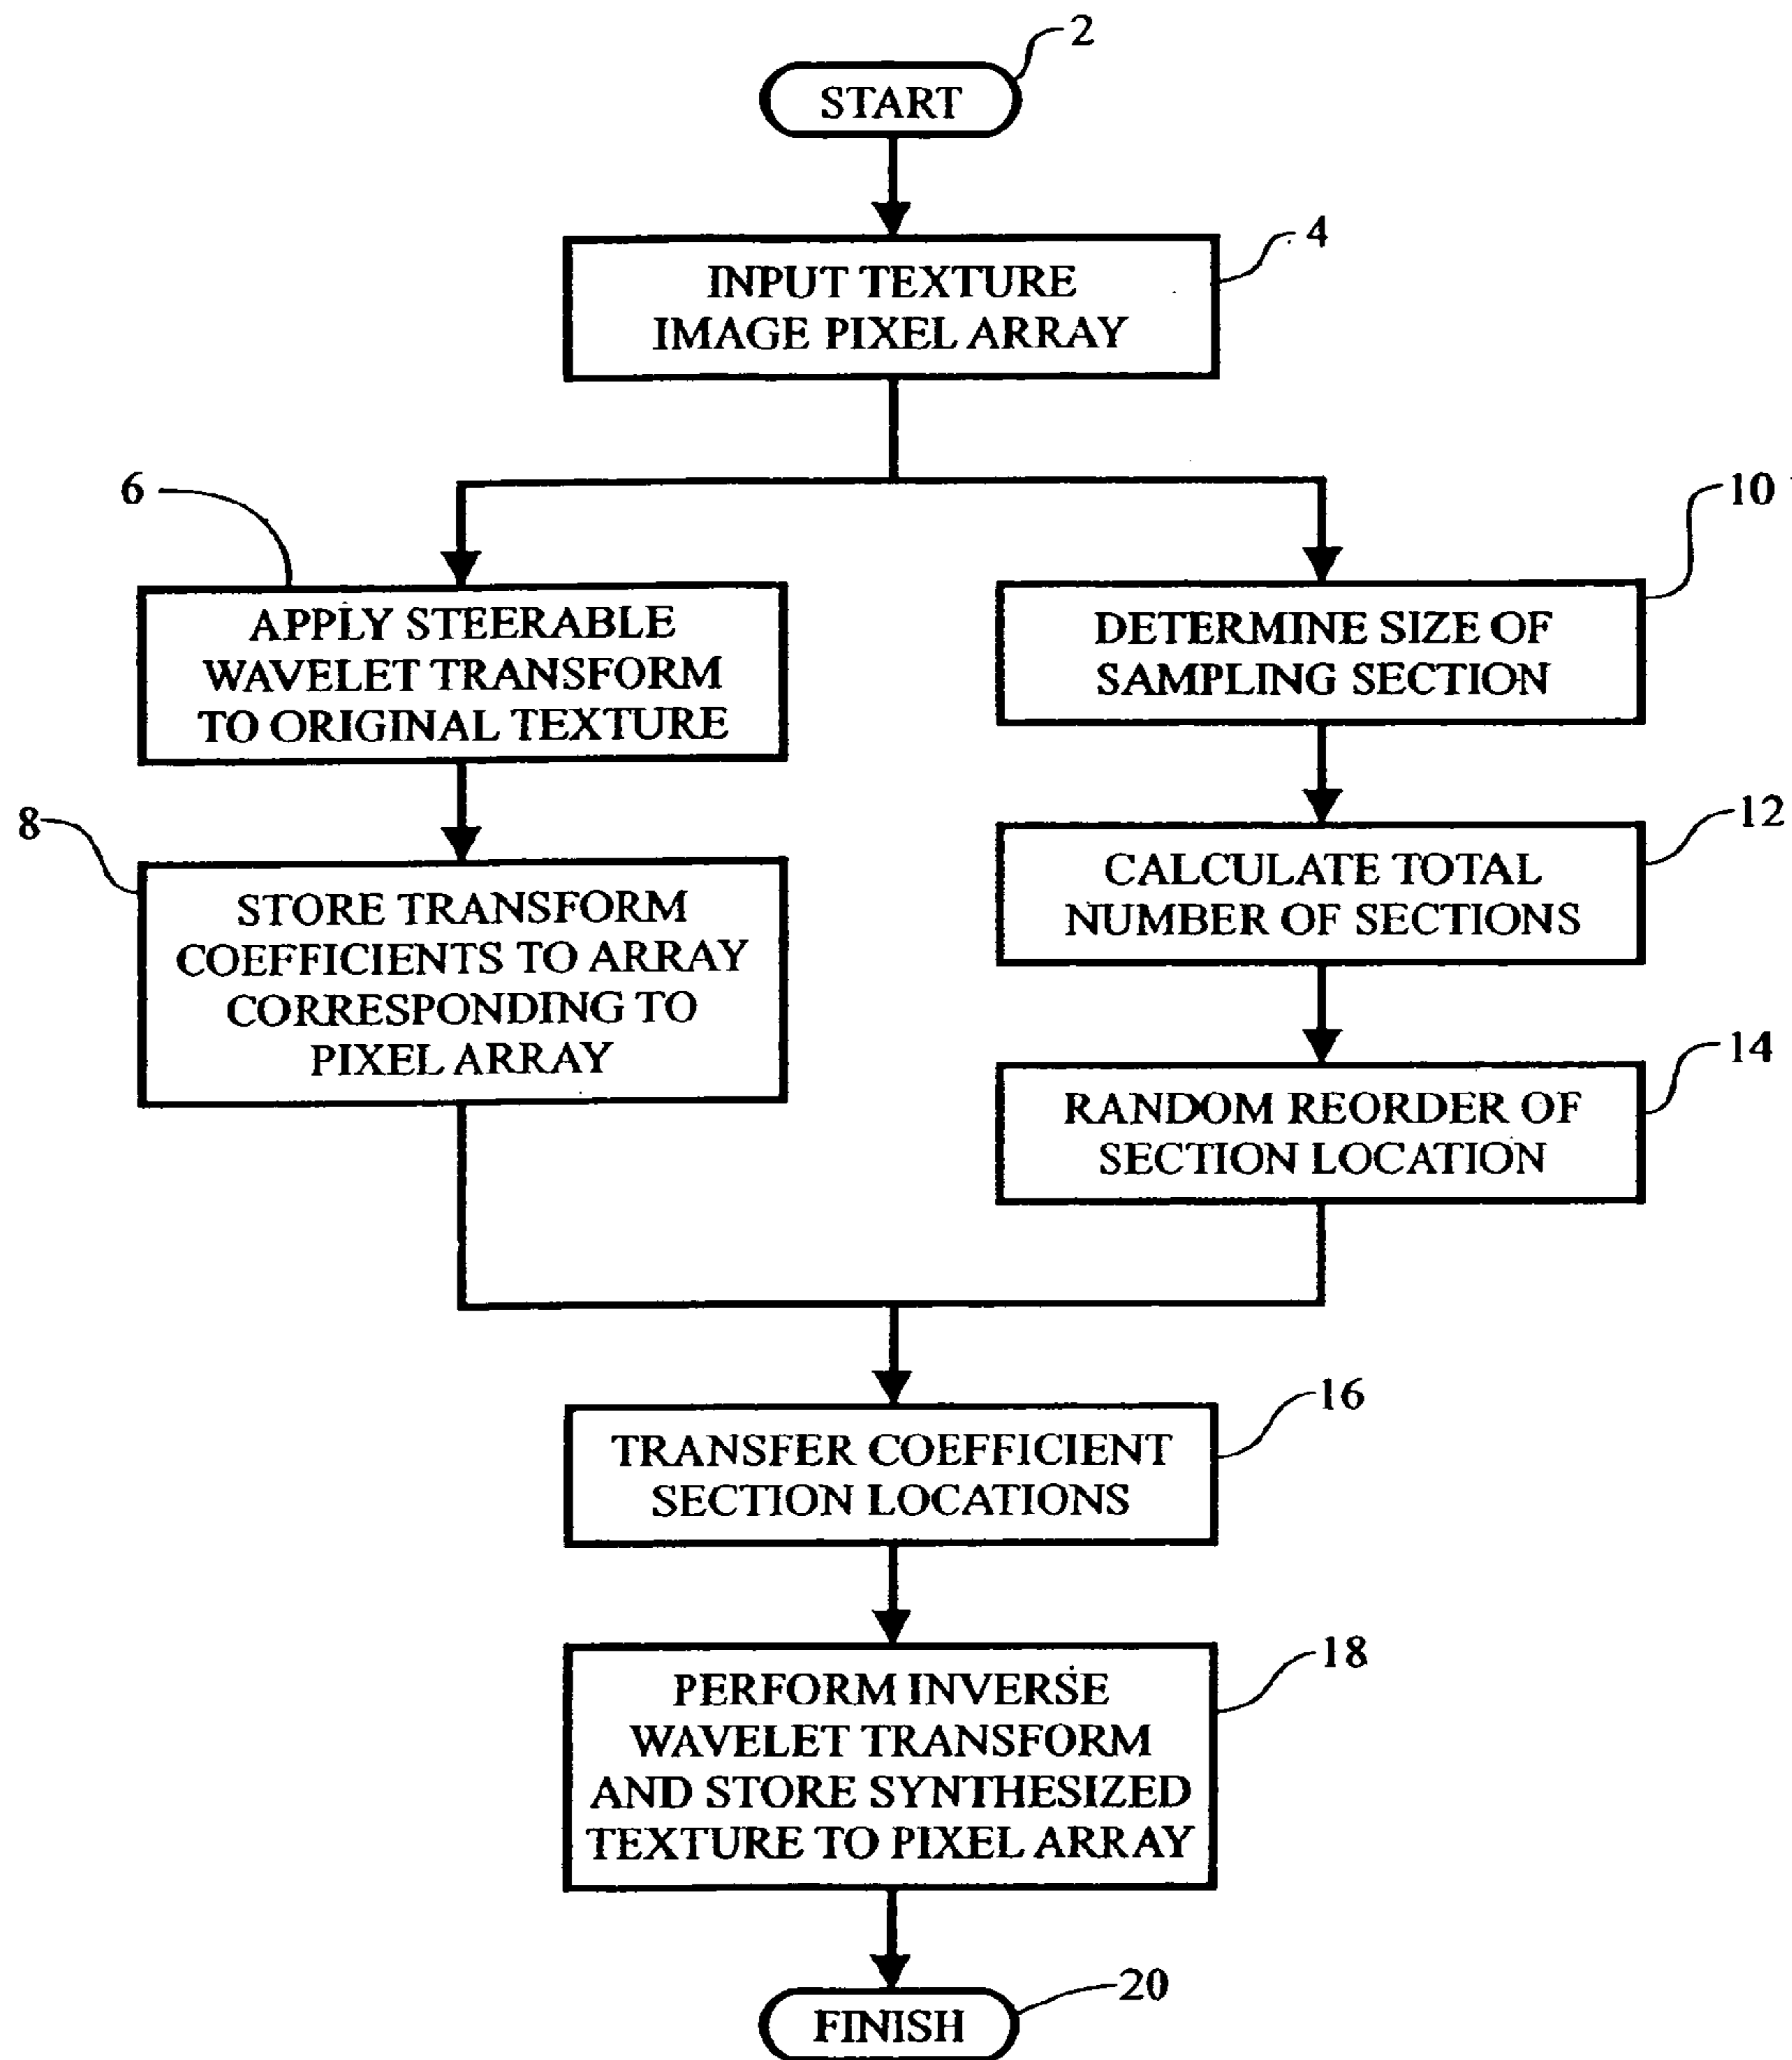 2
START
4
INPUT TEXTURE
IMAGE PIXEL ARRAY
6
APPLY STEERABLE
WAVELET TRANSFORM
TO ORIGINAL TEXTURE
8
STORE TRANSFORM
COEFFICIENTS TO ARRAY
CORRESPONDING TO
PIXEL ARRAY
10
DETERMINE SIZE OF
SAMPLING SECTION
12
CALCULATE TOTAL
NUMBER OF SECTIONS
14
RANDOM REORDER OF
SECTION LOCATION
16
TRANSFER COEFFICIENT
SECTION LOCATIONS
18
PERFORM INVERSE
WAVELET TRANSFORM
AND STORE SYNTHESIZED
TEXTURE TO PIXEL ARRAY
20
FINISH